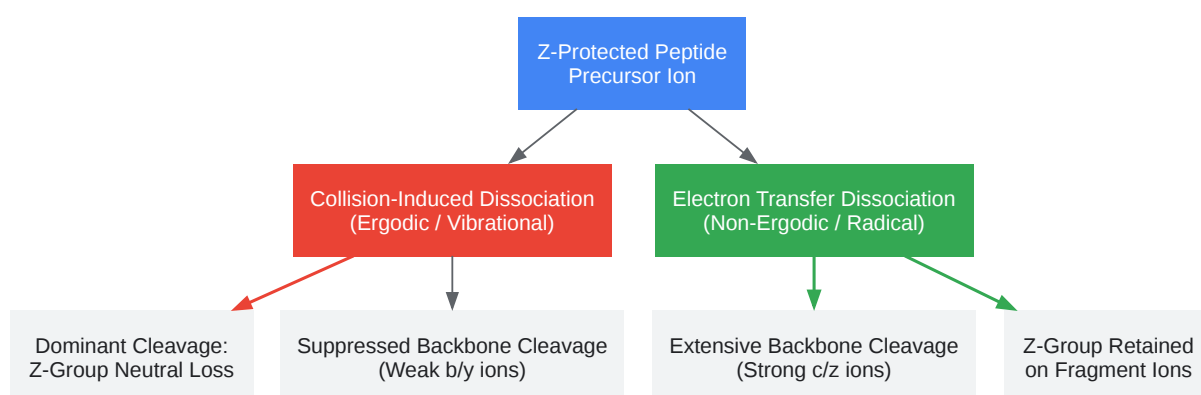 Z-Protected Peptide
Precursor Ion
Collision-Induced Dissociation
(Ergodic / Vibrational)
Electron Transfer Dissociation
(Non-Ergodic / Radical)
Dominant Cleavage:
Z-Group Neutral Loss
Suppressed Backbone Cleavage
(Weak b/y ions)
Extensive Backbone Cleavage
(Strong c/z ions)
Z-Group Retained
on Fragment Ions